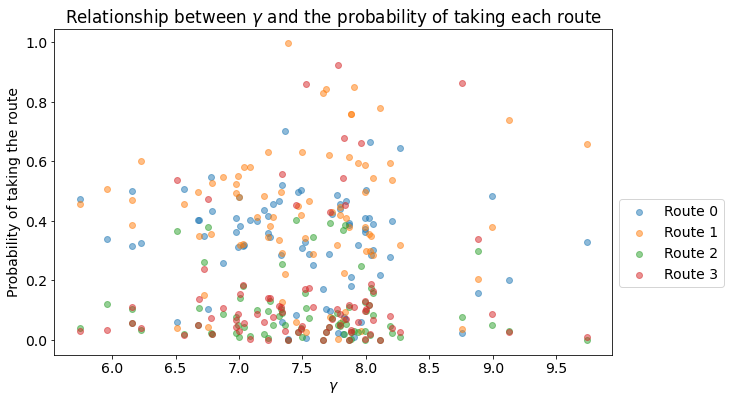 Relationship between γ and the probability of taking each route
Probability of taking the route
1.0
0.8
0.6
0.4
0.2
0.0
6.0 6.5 7.0 7.5 8.0 8.5 9.0 9.5
γ
Route 0
Route 1
Route 2
Route 3